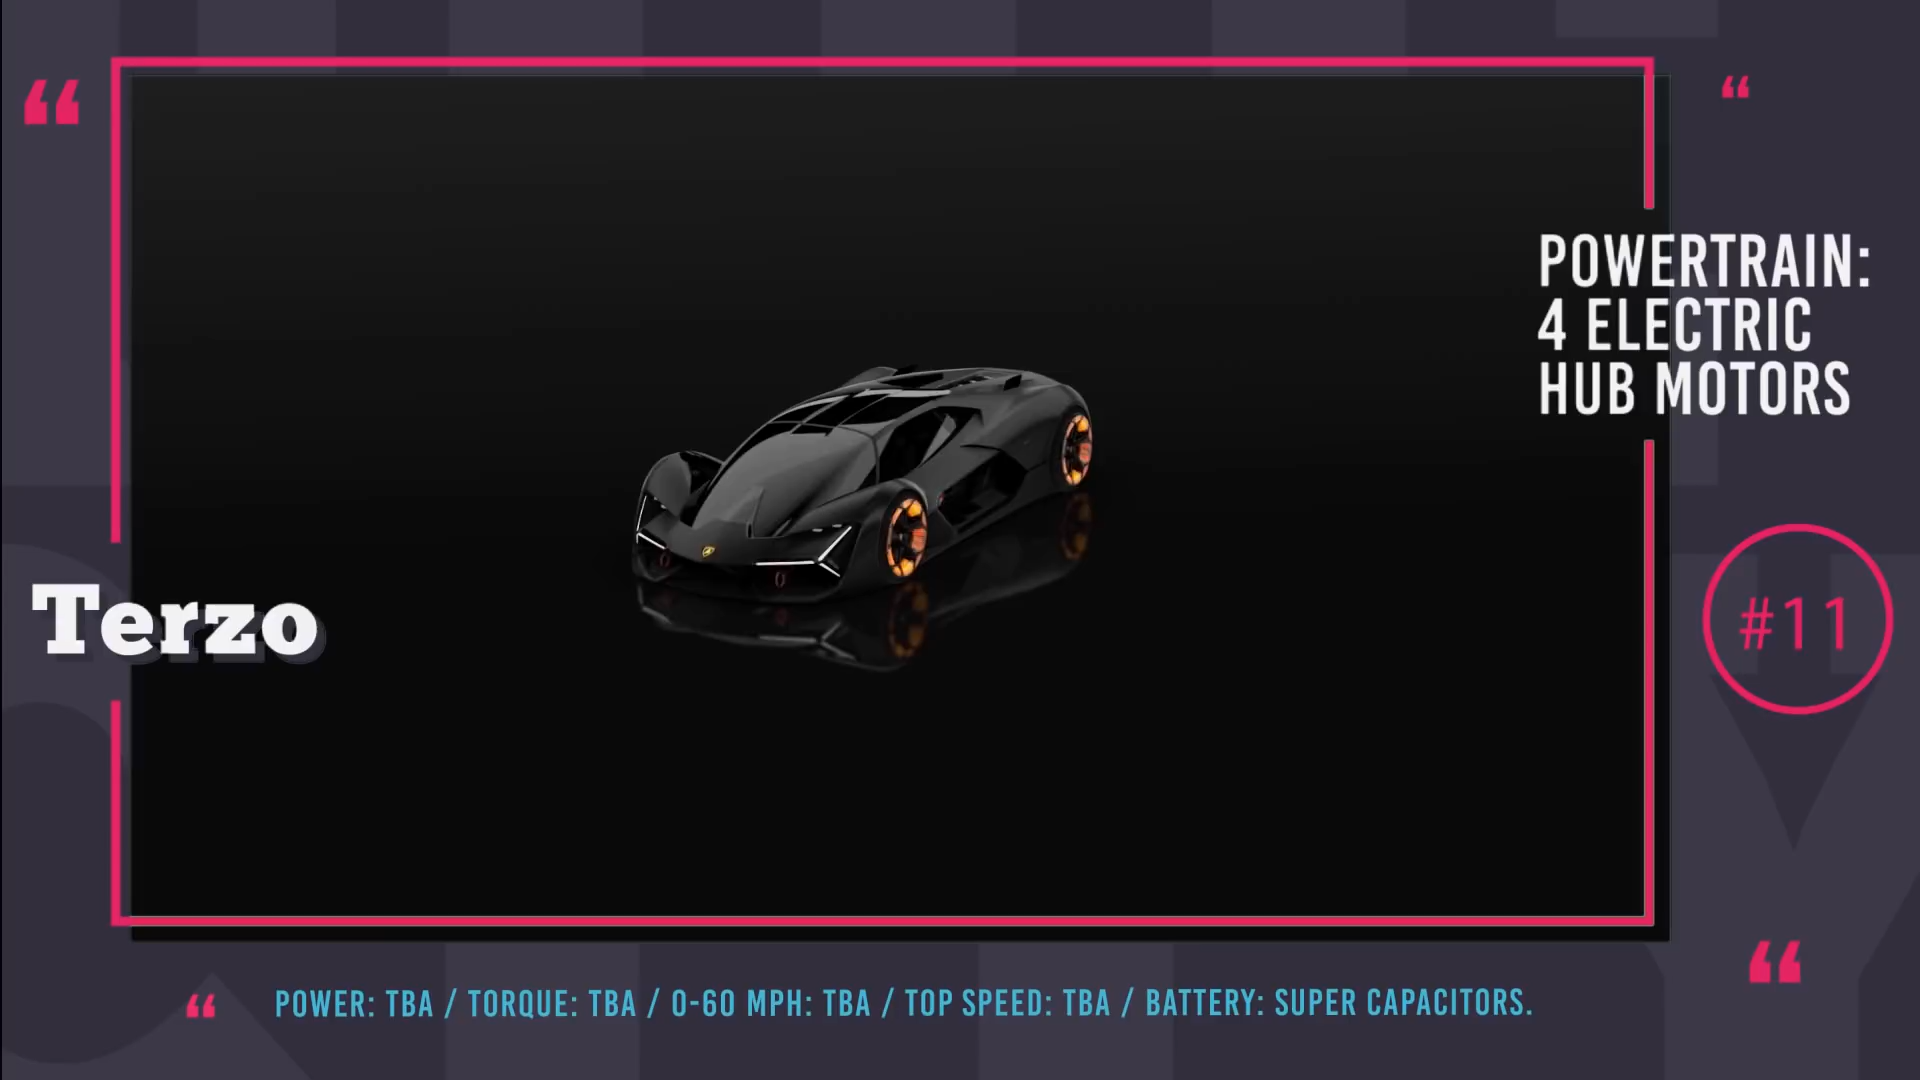 POWERTRAIN:
4 ELECTRIC
HUB MOTORS
Terzo
#11
POWER: TBA / TORQUE: TBA / 0-60 MPH: TBA / TOP SPEED: TBA / BATTERY: SUPER CAPACITORS.